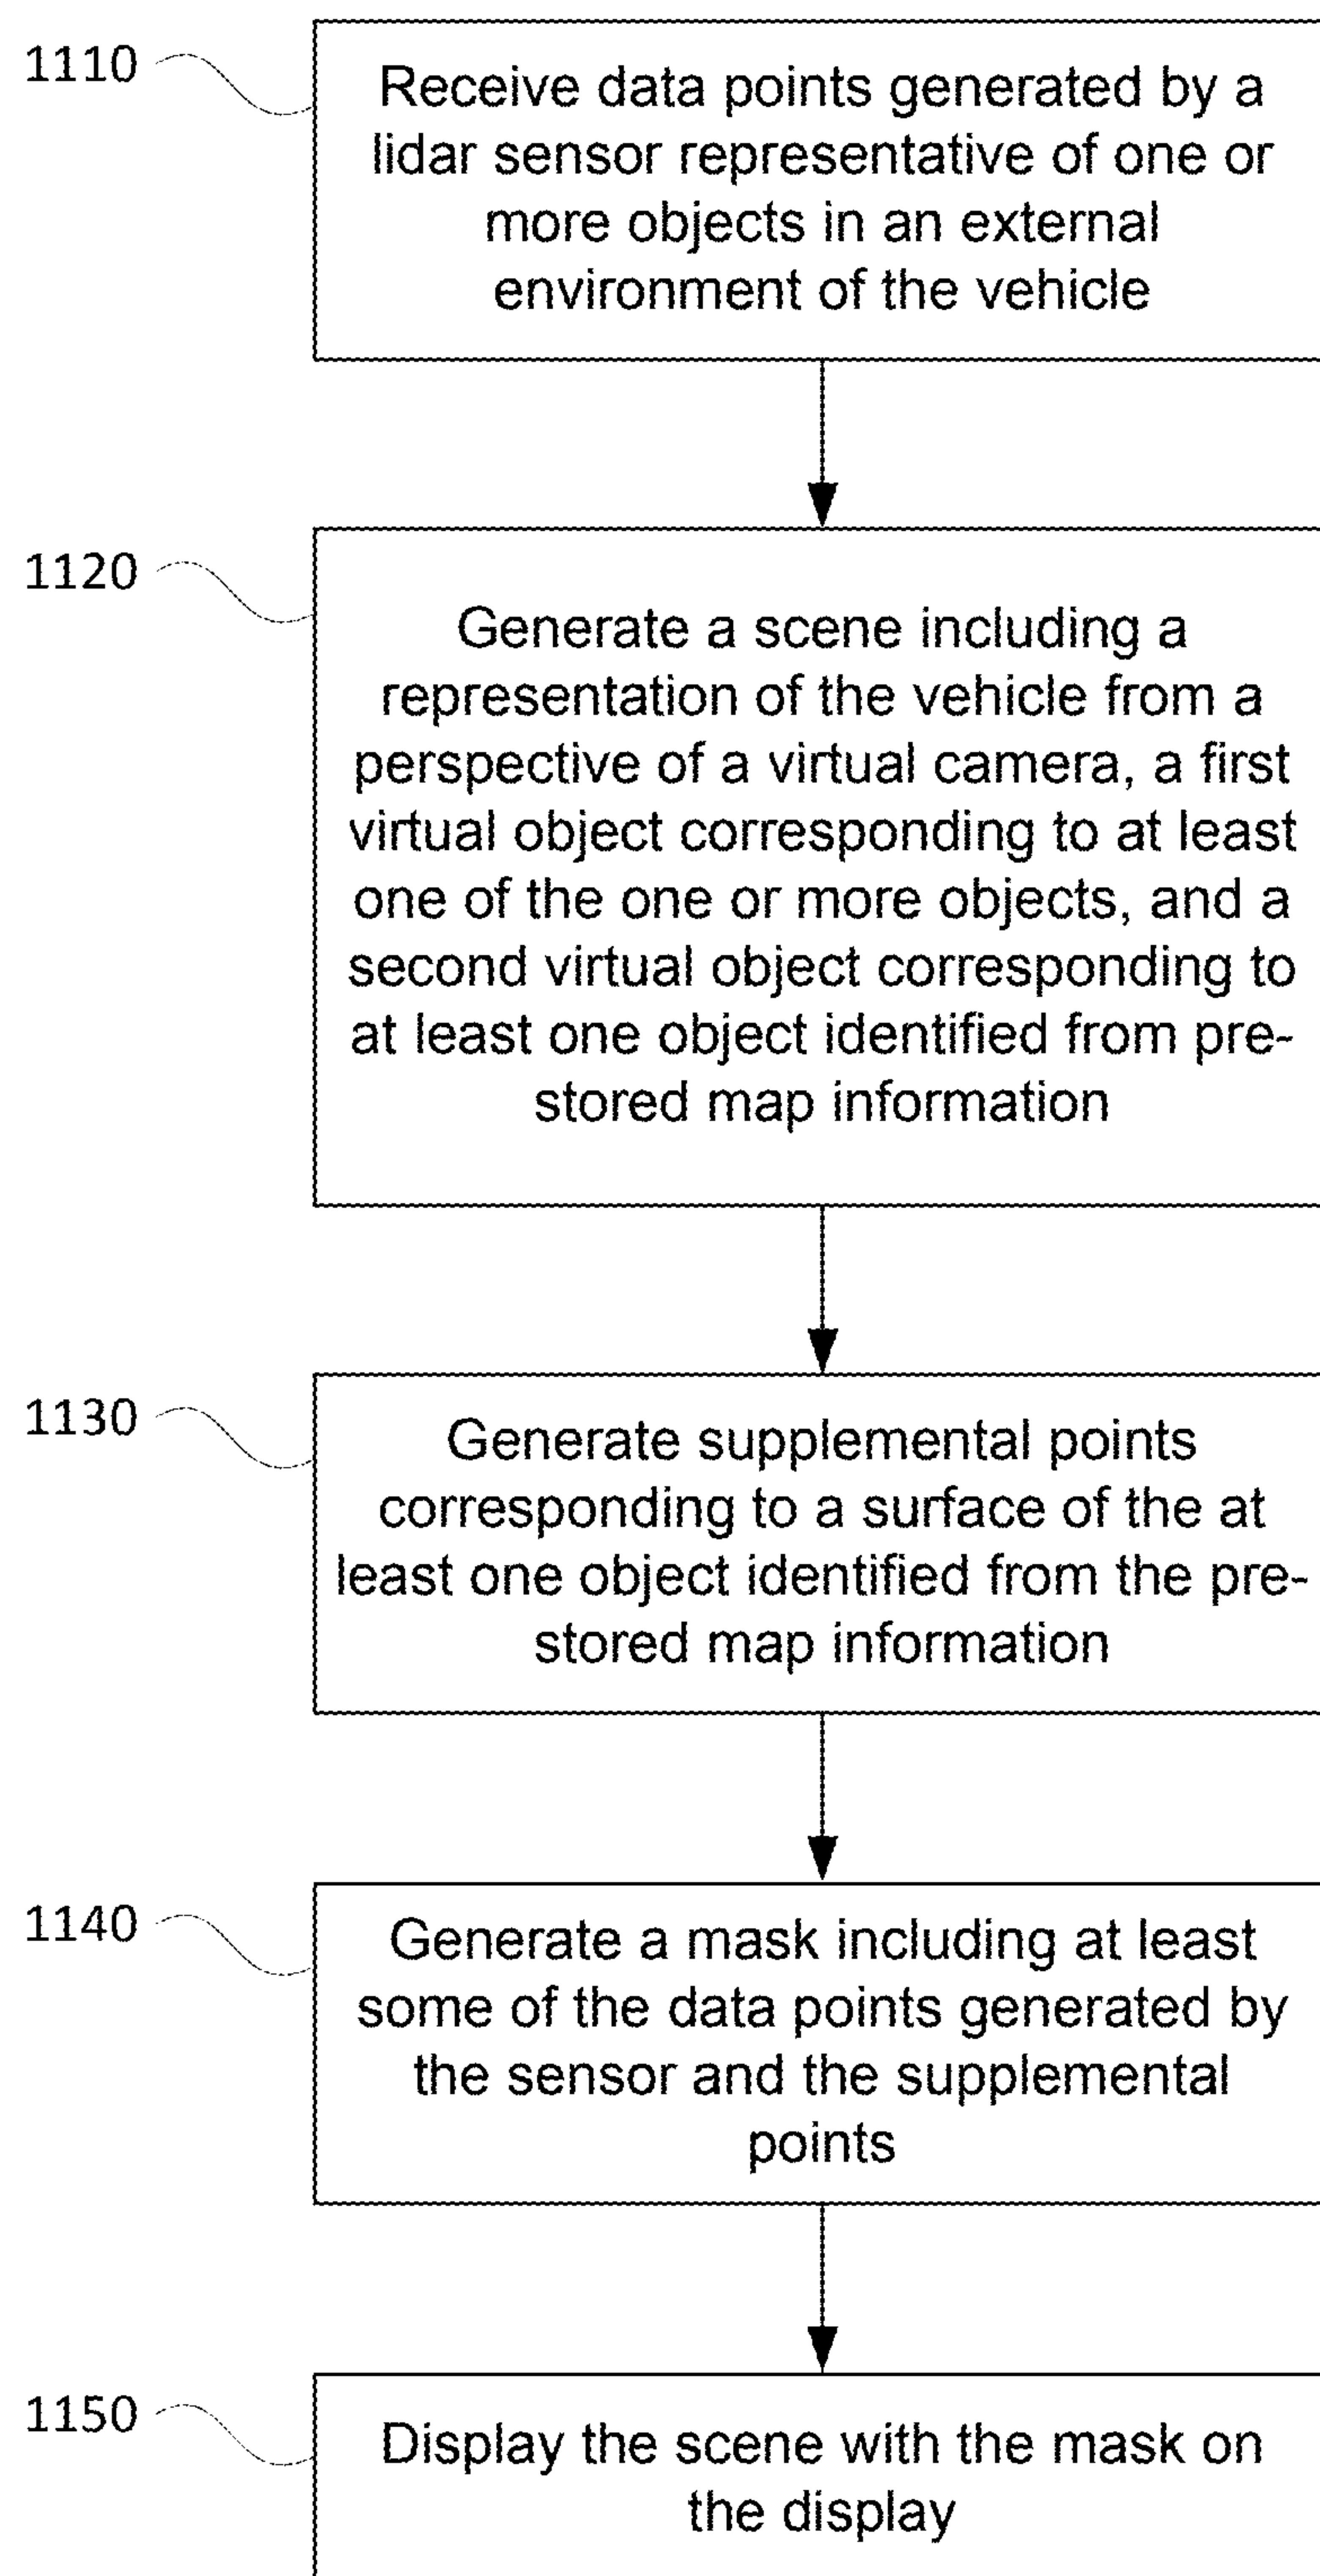 1110
Receive data points generated by a
lidar sensor representative of one or
more objects in an external
environment of the vehicle
1120
Generate a scene including a
representation of the vehicle from a
perspective of a virtual camera, a first
virtual object corresponding to at least
one of the one or more objects, and a
second virtual object corresponding to
at least one object identified from pre-
stored map information
1130
Generate supplemental points
corresponding to a surface of the at
least one object identified from the pre-
stored map information
1140
Generate a mask including at least
some of the data points generated by
the sensor and the supplemental
points
1150
Display the scene with the mask on
the display